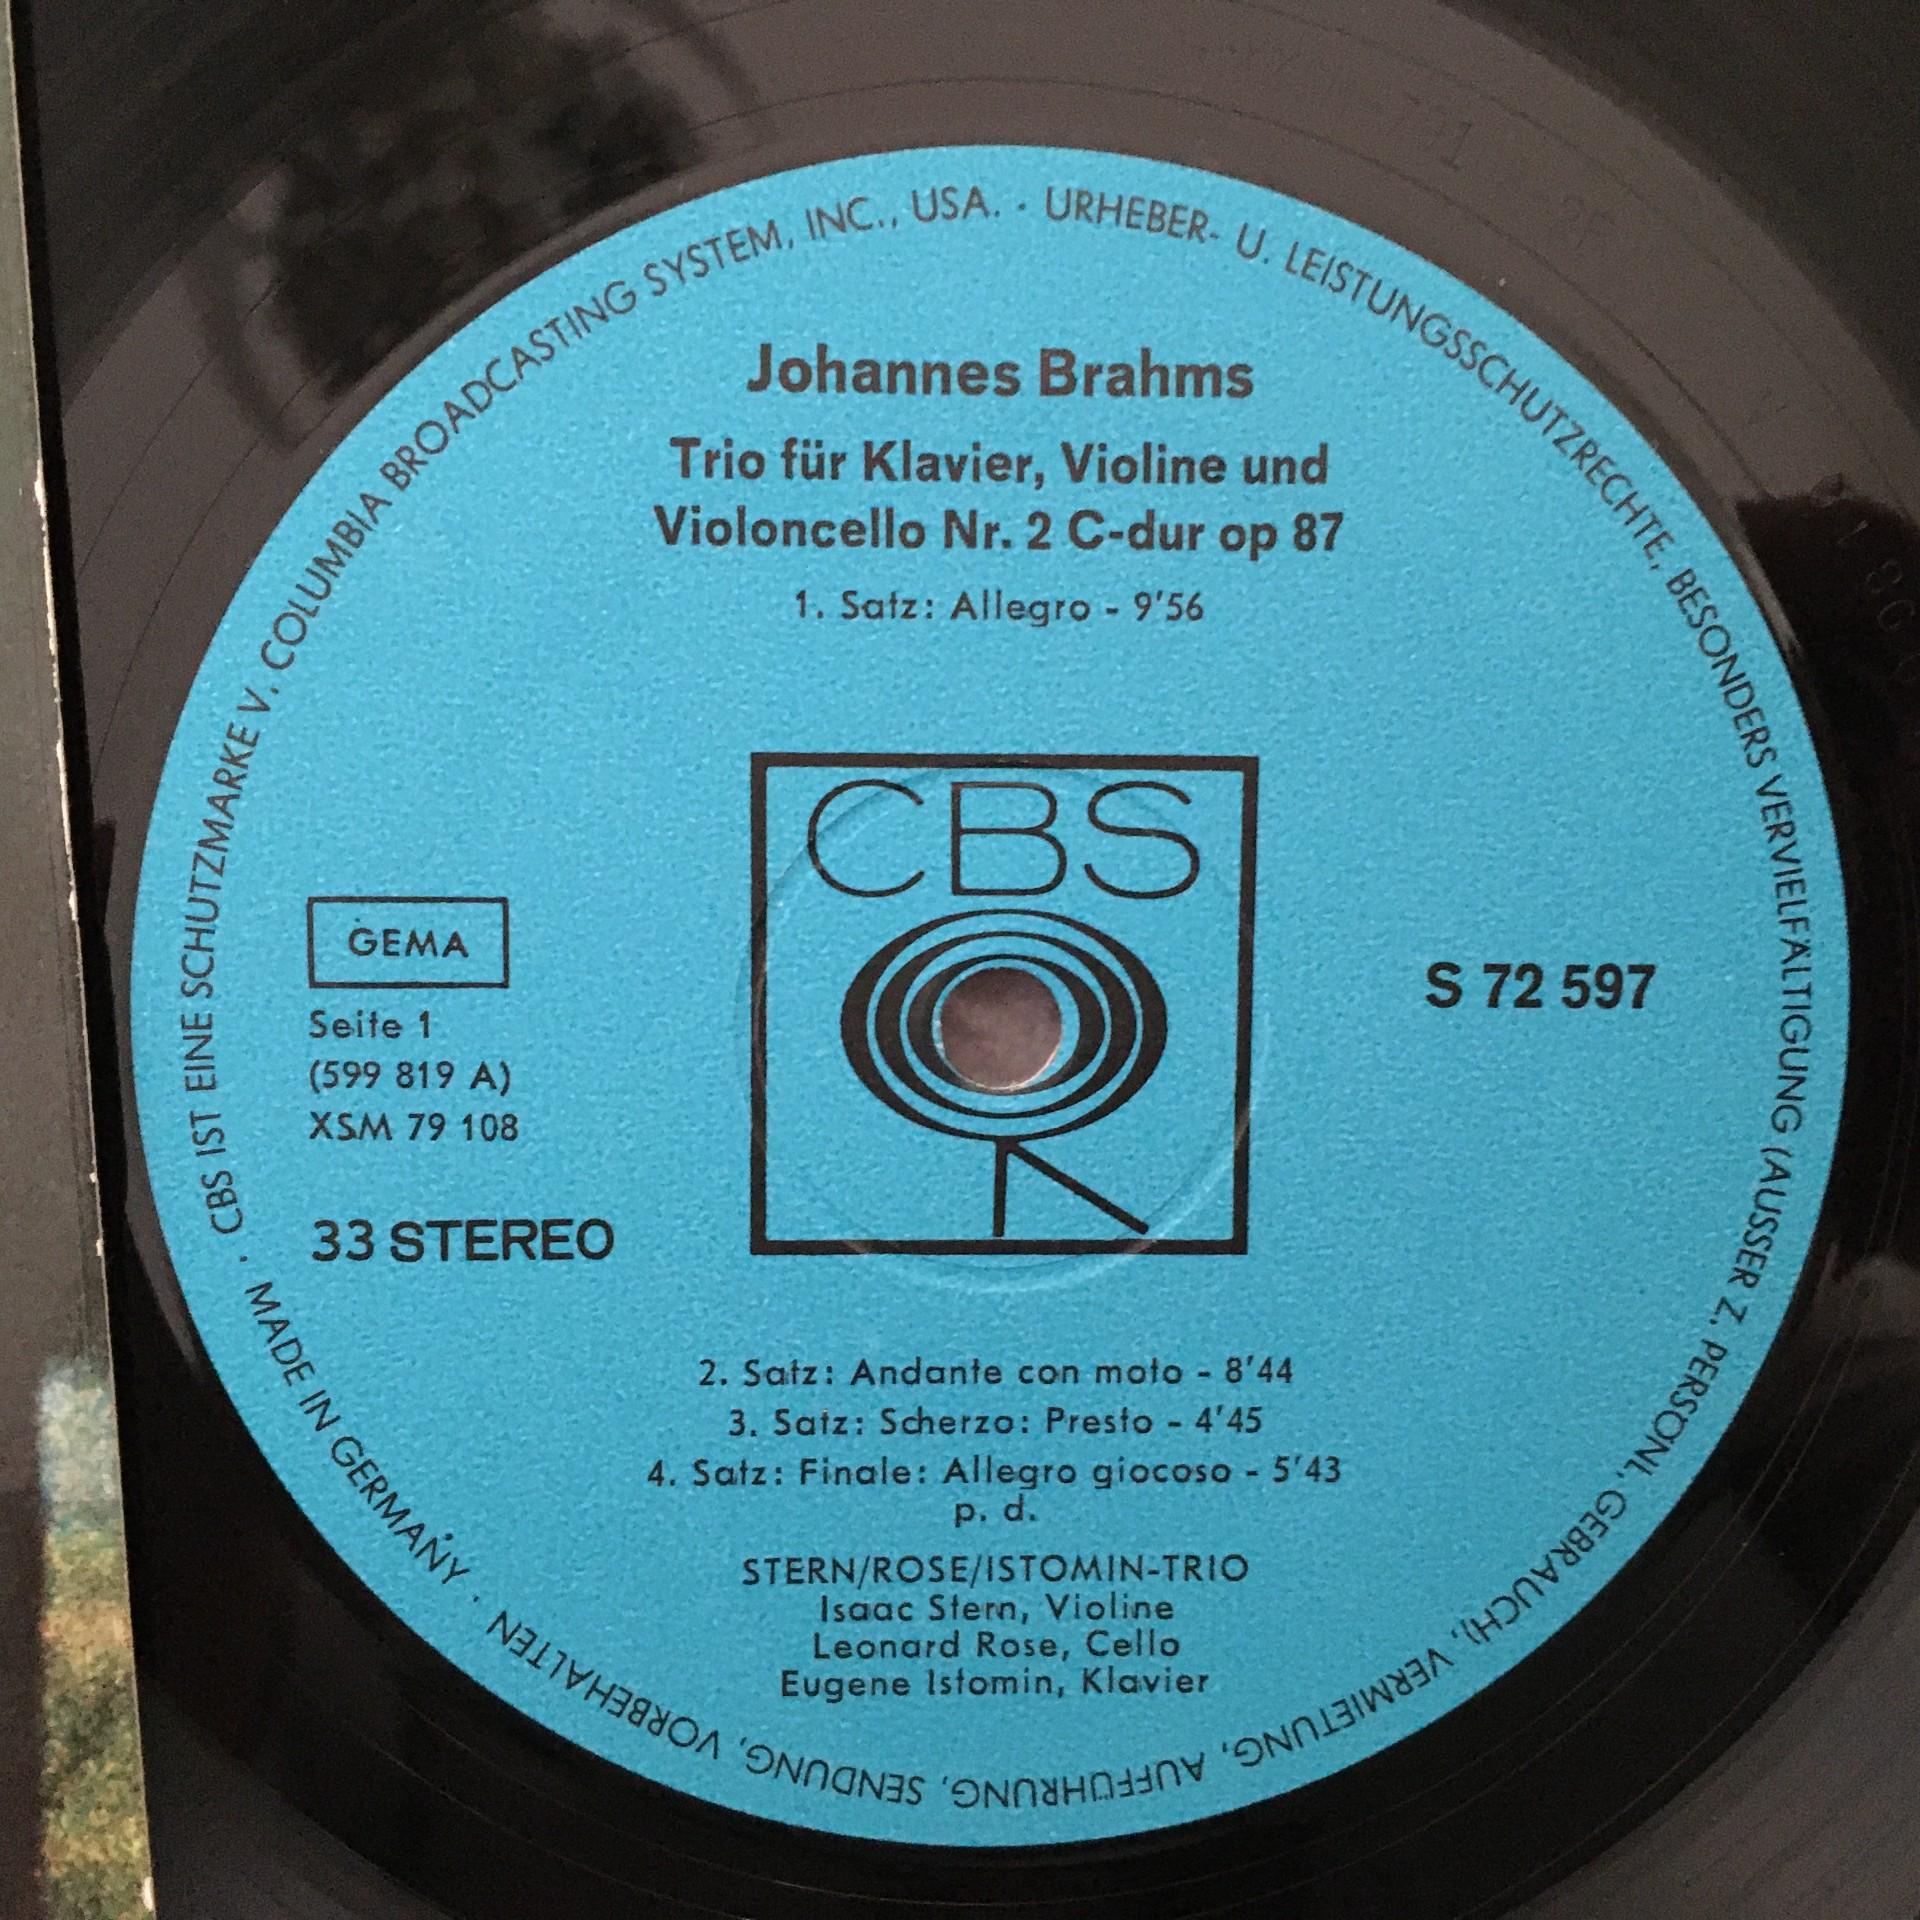 CBS IST EINE SCHUTZMARKE V. COLUMBIA BROADCASTING SYSTEM, INC., USA. · URHEBER- U. LEISTUNGSSCHUTZRECHTE, BESONDERS VERVIELFÄLTIGUNG (AUSSER Z. PERSÖNL. GEBRAUCH), VERMIETUNG, AUFFÜHRUNG, SENDUNG, VORBEHALTEN · MADE IN GERMANY ·
Johannes Brahms
Trio für Klavier, Violine und
Violoncello Nr. 2 C-dur op 87
1. Satz: Allegro - 9'56
CBS
GEMA
Seite 1
(599 819 A)
XSM 79 108
33 STEREO
S 72 597
2. Satz: Andante con moto - 8'44
3. Satz: Scherzo: Presto - 4'45
4. Satz: Finale: Allegro giocoso - 5'43
p. d.
STERN/ROSE/ISTOMIN-TRIO
Isaac Stern, Violine
Leonard Rose, Cello
Eugene Istomin, Klavier